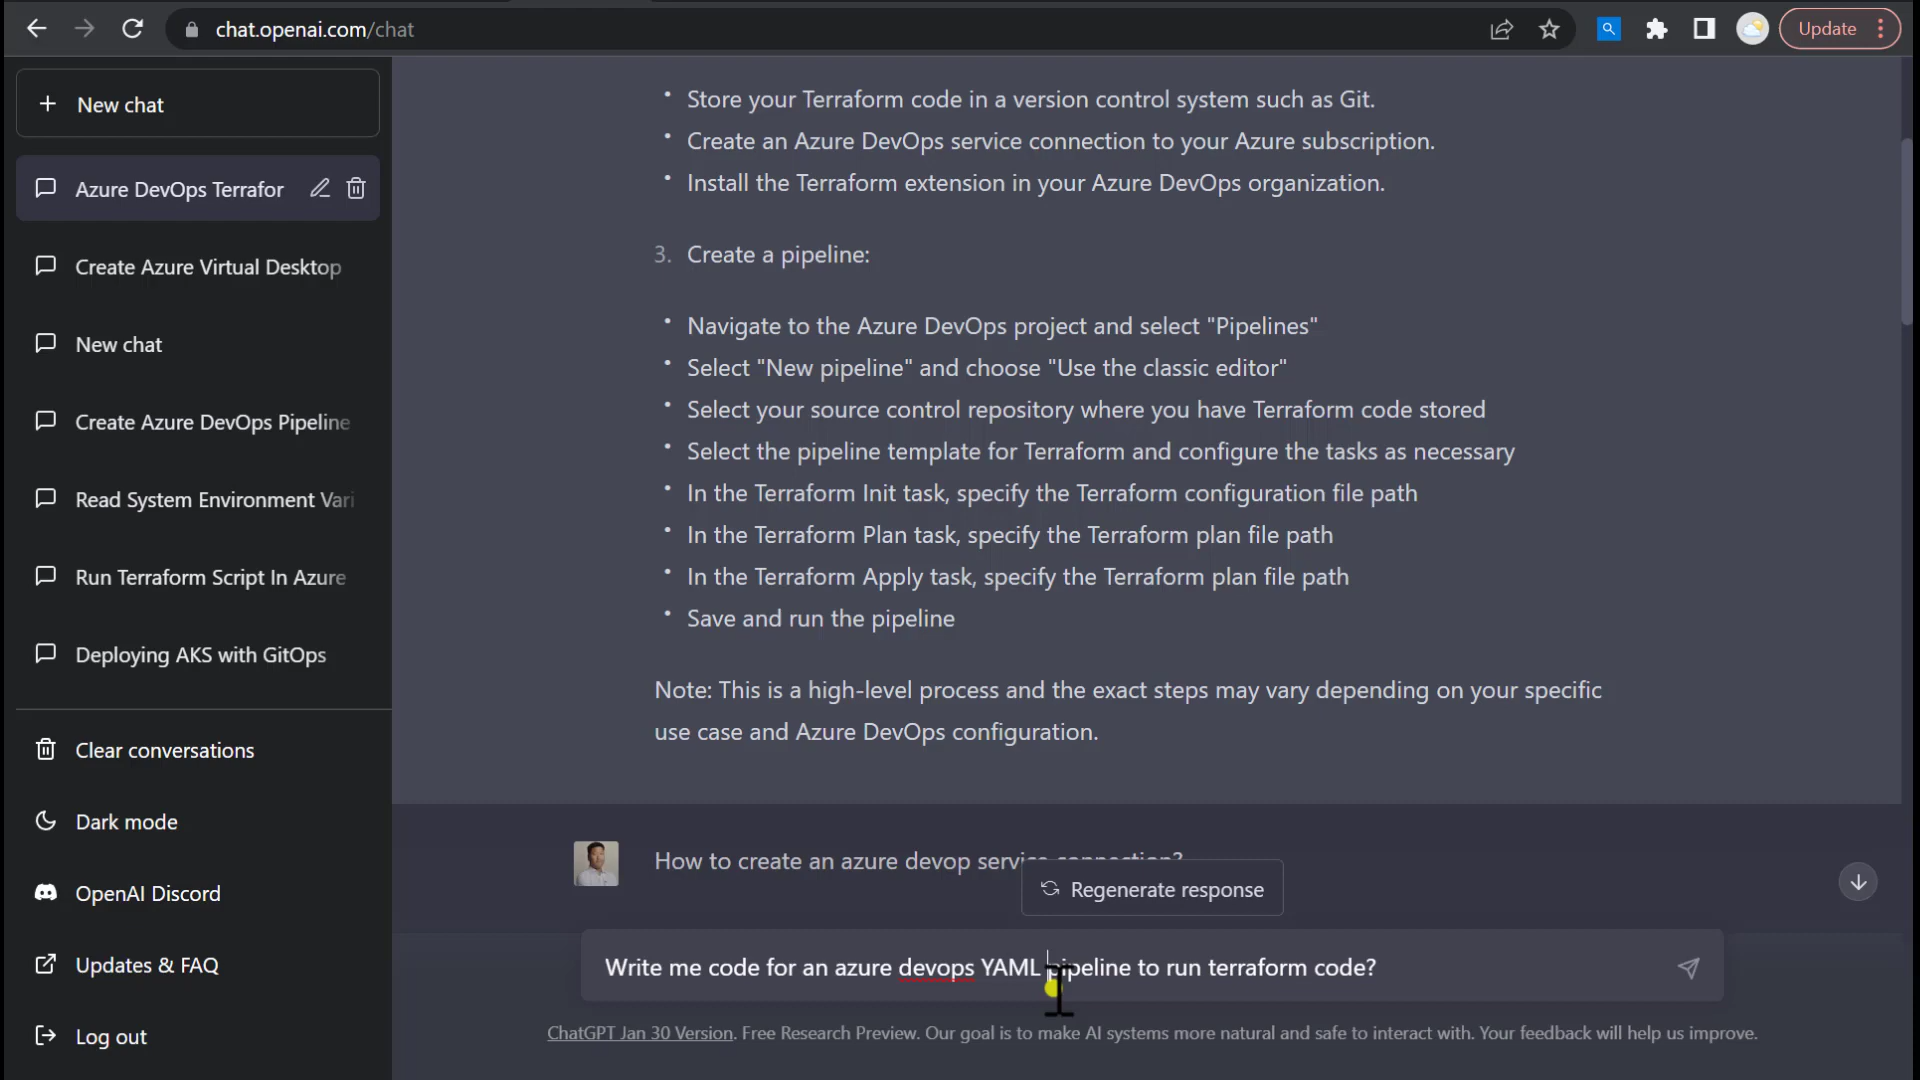 chat.openai.com/chat
Update
New chat
Azure DevOps Terrafor
Create Azure Virtual Desktop
New chat
Create Azure DevOps Pipeline
Read System Environment Vari
Run Terraform Script In Azure
Deploying AKS with GitOps
Clear conversations
Dark mode
OpenAI Discord
Updates & FAQ
Log out
• Store your Terraform code in a version control system such as Git.
• Create an Azure DevOps service connection to your Azure subscription.
• Install the Terraform extension in your Azure DevOps organization.
3. Create a pipeline:
• Navigate to the Azure DevOps project and select "Pipelines"
• Select "New pipeline" and choose "Use the classic editor"
• Select your source control repository where you have Terraform code stored
• Select the pipeline template for Terraform and configure the tasks as necessary
• In the Terraform Init task, specify the Terraform configuration file path
• In the Terraform Plan task, specify the Terraform plan file path
• In the Terraform Apply task, specify the Terraform plan file path
• Save and run the pipeline
Note: This is a high-level process and the exact steps may vary depending on your specific
use case and Azure DevOps configuration.
How to create an azure devop service connection?
Regenerate response
Write me code for an azure devops YAML pipeline to run terraform code?
ChatGPT Jan 30 Version. Free Research Preview. Our goal is to make AI systems more natural and safe to interact with. Your feedback will help us improve.